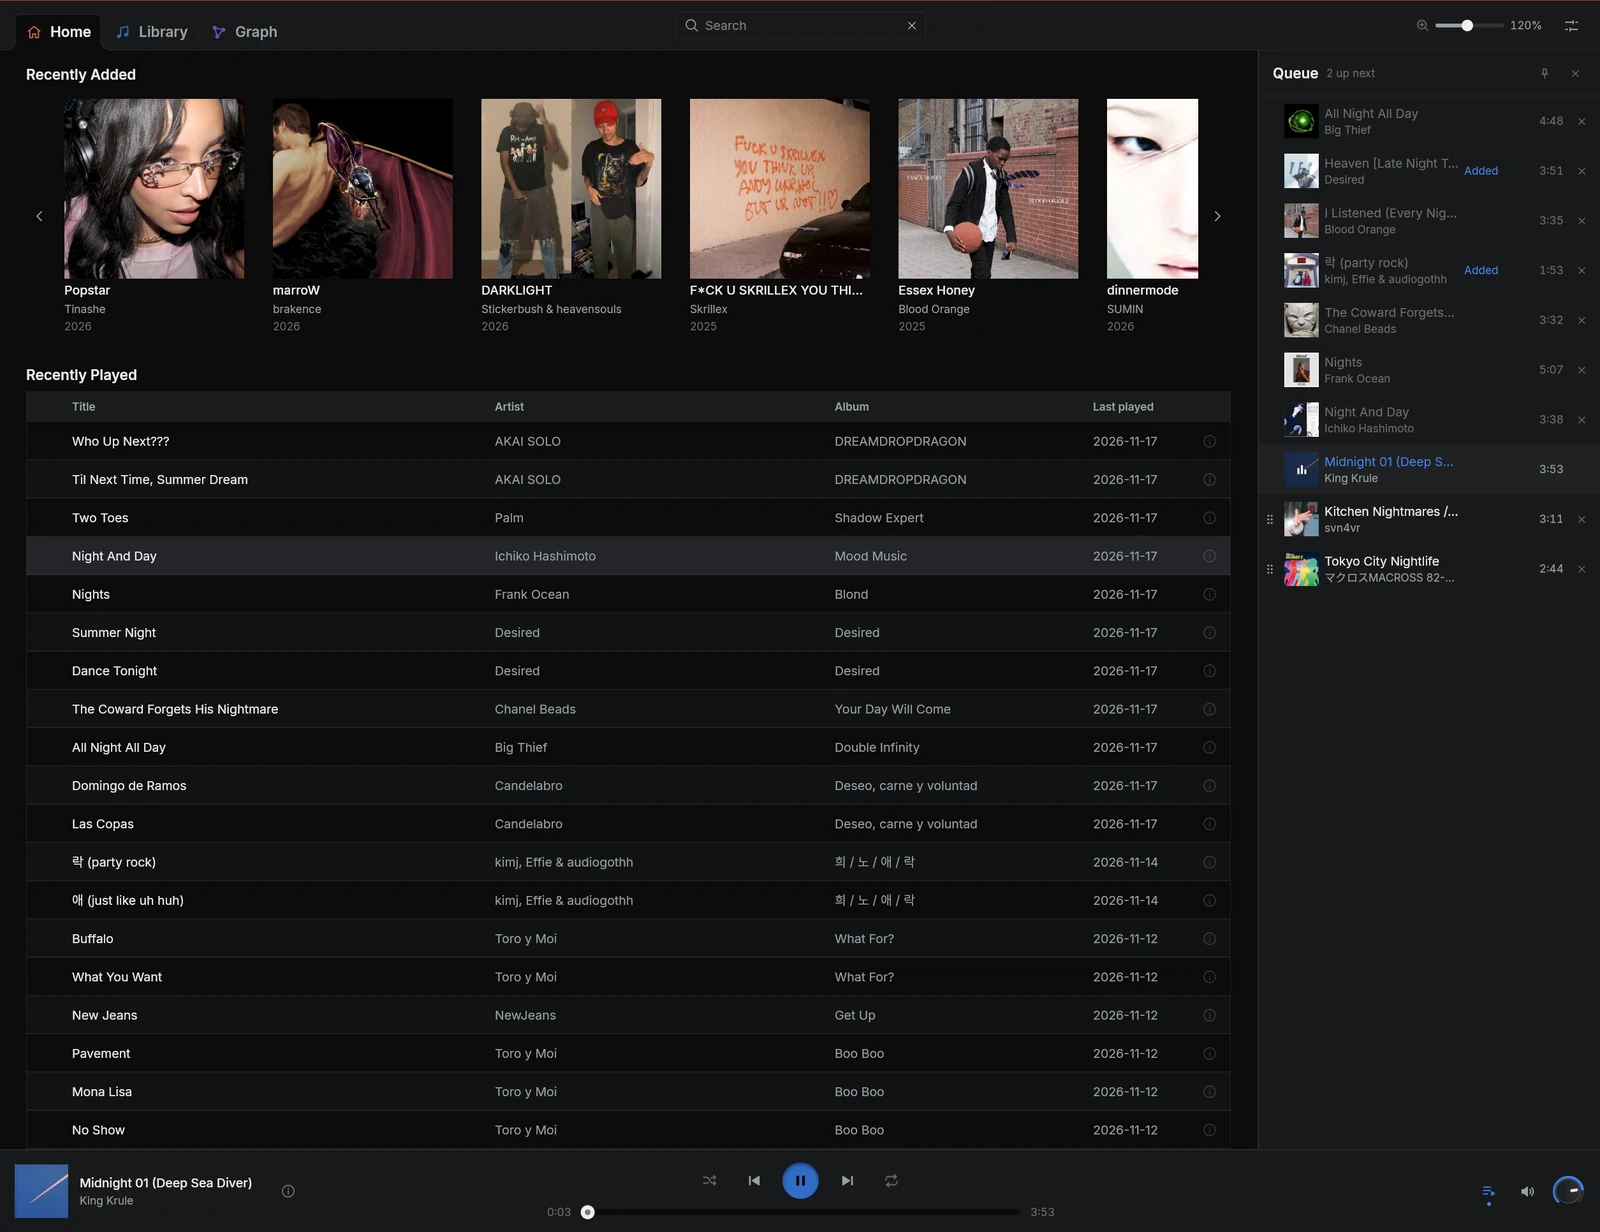 Home
Library
Graph
Search
120%
Recently Added
FUCK U SKRILLEX
YOU THINK UR
ANDY WARHOL
BUT UR NOT!!
ESSEX HONEY
BLOOD ORANGE
Popstar
Tinashe
2026
marroW
brakence
2026
DARKLIGHT
Stickerbush & heavensouls
2026
F*CK U SKRILLEX YOU THI...
Skrillex
2025
Essex Honey
Blood Orange
2025
dinnermode
SUMIN
2026
Recently Played
Title Artist Album Last played
Who Up Next??? AKAI SOLO DREAMDROPDRAGON 2026-11-17
Til Next Time, Summer Dream AKAI SOLO DREAMDROPDRAGON 2026-11-17
Two Toes Palm Shadow Expert 2026-11-17
Night And Day Ichiko Hashimoto Mood Music 2026-11-17
Nights Frank Ocean Blond 2026-11-17
Summer Night Desired Desired 2026-11-17
Dance Tonight Desired Desired 2026-11-17
The Coward Forgets His Nightmare Chanel Beads Your Day Will Come 2026-11-17
All Night All Day Big Thief Double Infinity 2026-11-17
Domingo de Ramos Candelabro Deseo, carne y voluntad 2026-11-17
Las Copas Candelabro Deseo, carne y voluntad 2026-11-17
락 (party rock) kimj, Effie & audiogothh 희 / 노 / 애 / 락 2026-11-14
애 (just like uh huh) kimj, Effie & audiogothh 희 / 노 / 애 / 락 2026-11-14
Buffalo Toro y Moi What For? 2026-11-12
What You Want Toro y Moi What For? 2026-11-12
New Jeans NewJeans Get Up 2026-11-12
Pavement Toro y Moi Boo Boo 2026-11-12
Mona Lisa Toro y Moi Boo Boo 2026-11-12
No Show Toro y Moi Boo Boo 2026-11-12
Queue 2 up next
All Night All Day 4:48
Big Thief
Heaven [Late Night T... Added 3:51
Desired
I Listened (Every Nig... 3:35
Blood Orange
락 (party rock) Added 1:53
kimj, Effie & audiogothh
The Coward Forgets... 3:32
Chanel Beads
Nights 5:07
Frank Ocean
Night And Day 3:38
Ichiko Hashimoto
Midnight 01 (Deep S... 3:53
King Krule
Kitchen Nightmares /... 3:11
svn4vr
Tokyo City Nightlife 2:44
マクロスMACROSS 82-...
Midnight 01 (Deep Sea Diver)
King Krule
0:03
3:53